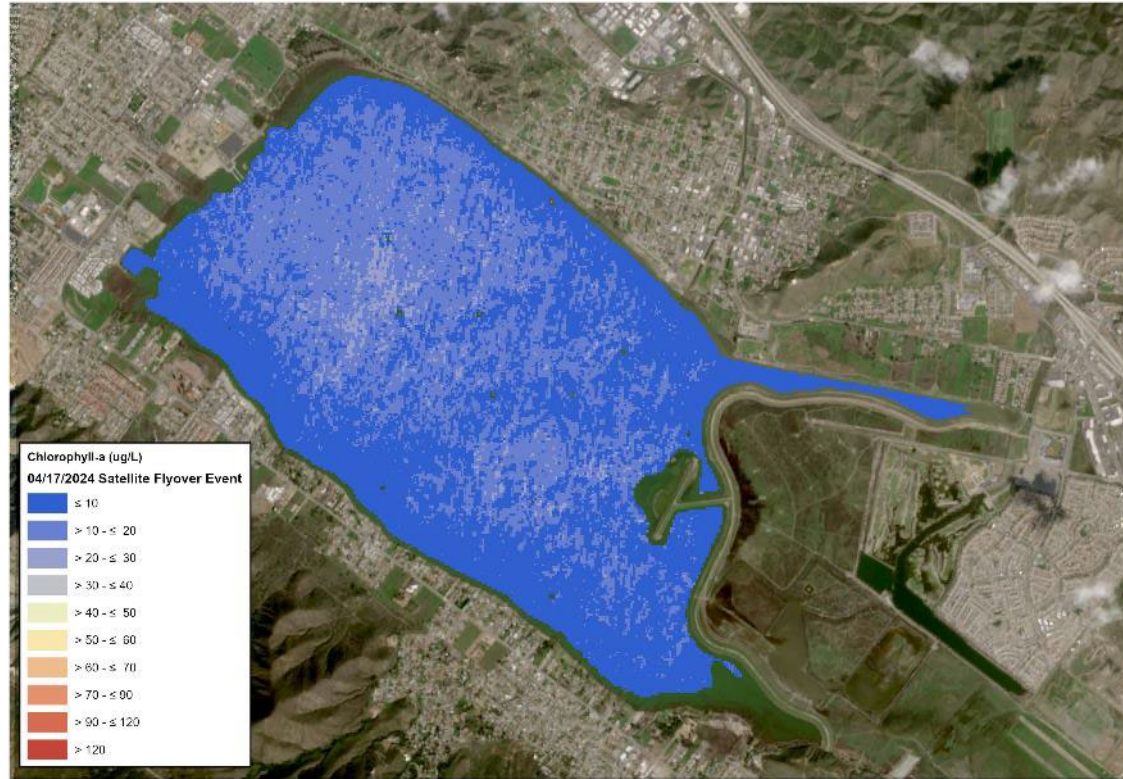 Chlorophyll-a (ug/L)
04/17/2024 Satellite Flyover Event
≤ 10
> 10 - ≤ 20
> 20 - ≤ 30
> 30 - ≤ 40
> 40 - ≤ 50
> 50 - ≤ 60
> 60 - ≤ 70
> 70 - ≤ 90
> 90 - ≤ 120
> 120